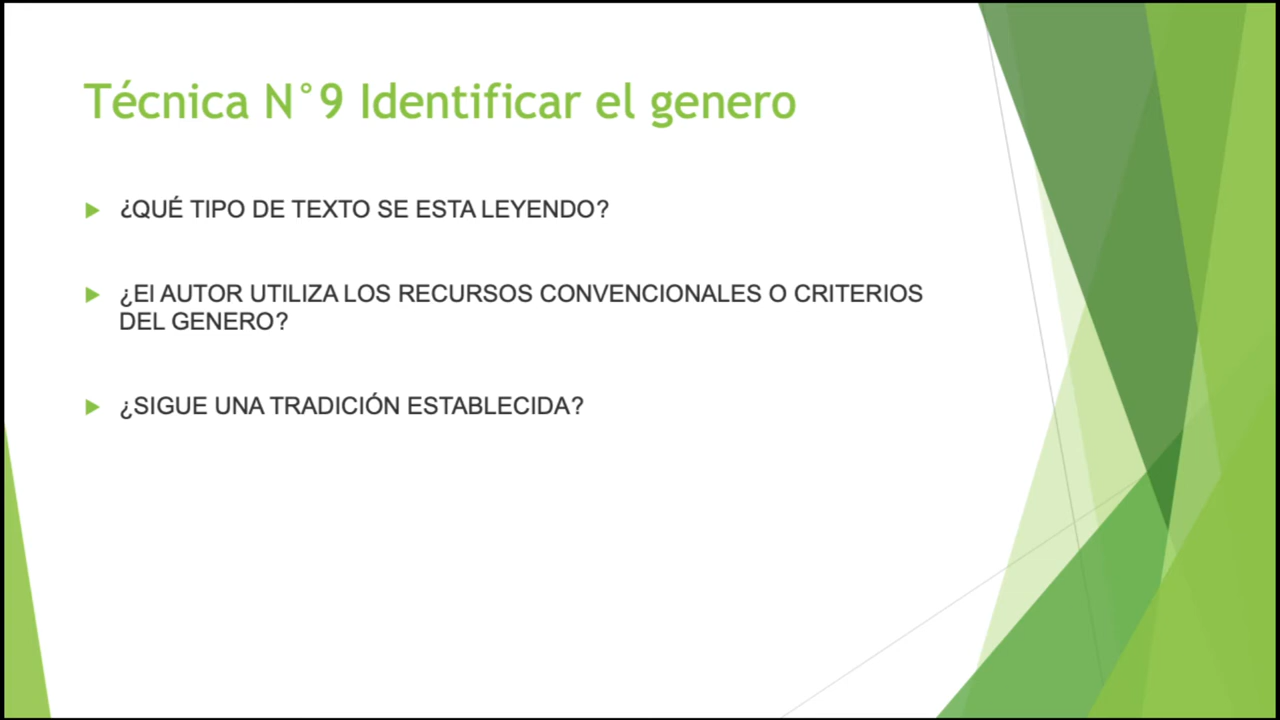 Técnica N°9 Identificar el genero
¿QUÉ TIPO DE TEXTO SE ESTA LEYENDO?
¿El AUTOR UTILIZA LOS RECURSOS CONVENCIONALES O CRITERIOS
DEL GENERO?
¿SIGUE UNA TRADICIÓN ESTABLECIDA?